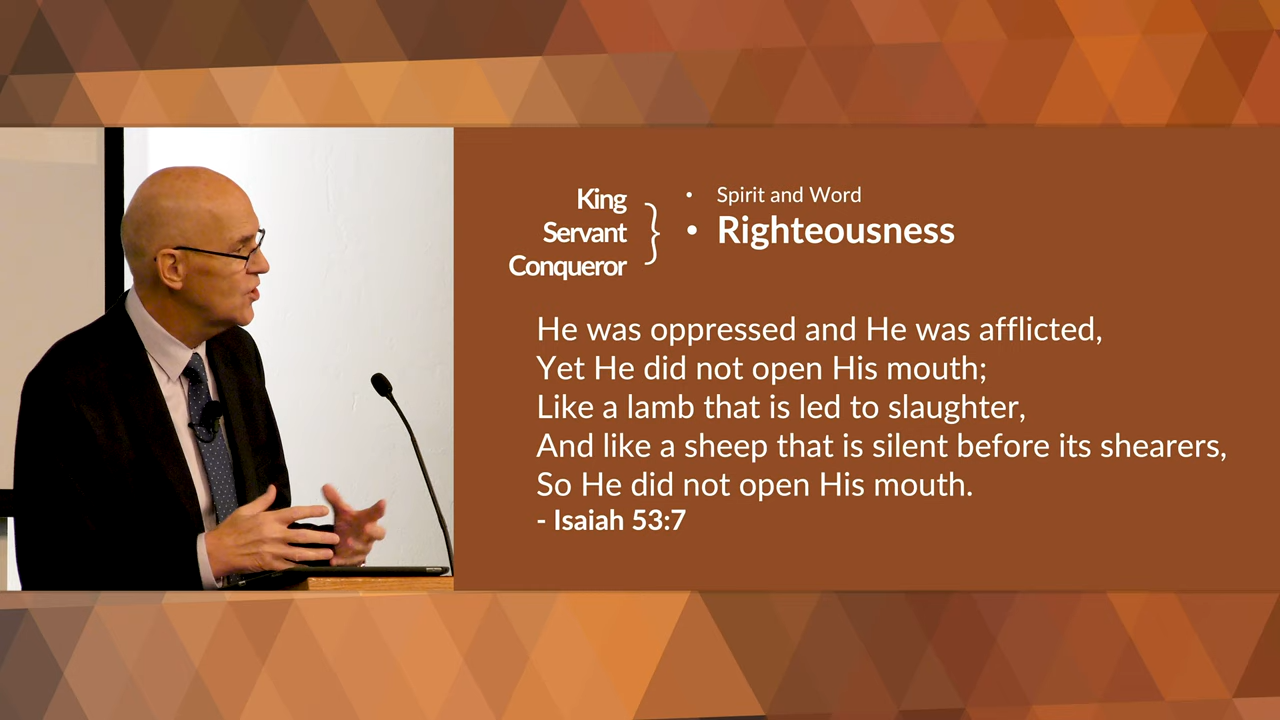 King
Servant
Conqueror
• Spirit and Word
• Righteousness
He was oppressed and He was afflicted,
Yet He did not open His mouth;
Like a lamb that is led to slaughter,
And like a sheep that is silent before its shearers,
So He did not open His mouth.
- Isaiah 53:7